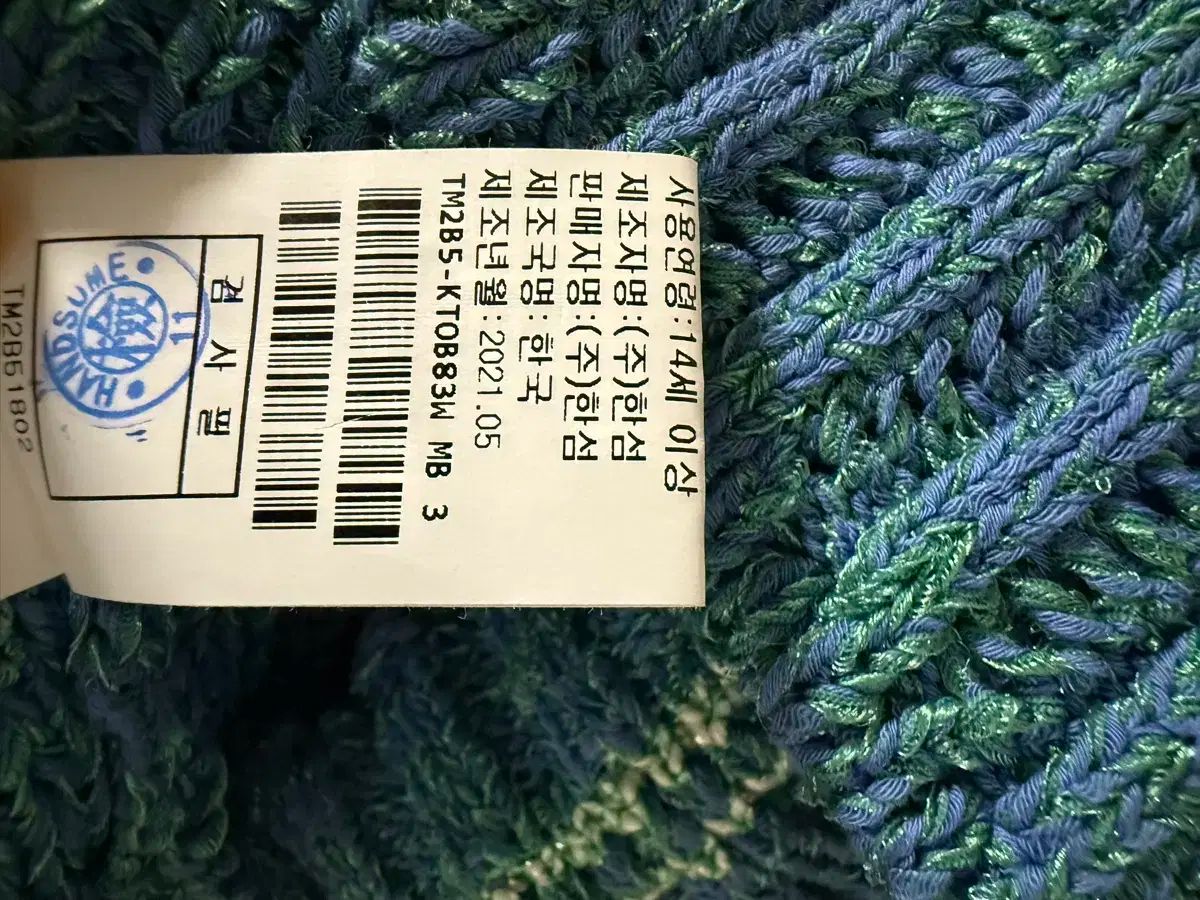 사용연령:14세 이상
제조자명:(주)한섬
판매자명:(주)한섬
제조국명: 한국
제조년월:2021.05
TM2B5-KTOB83W MB 3
검사필
HANDSUME
11
TM2B51802